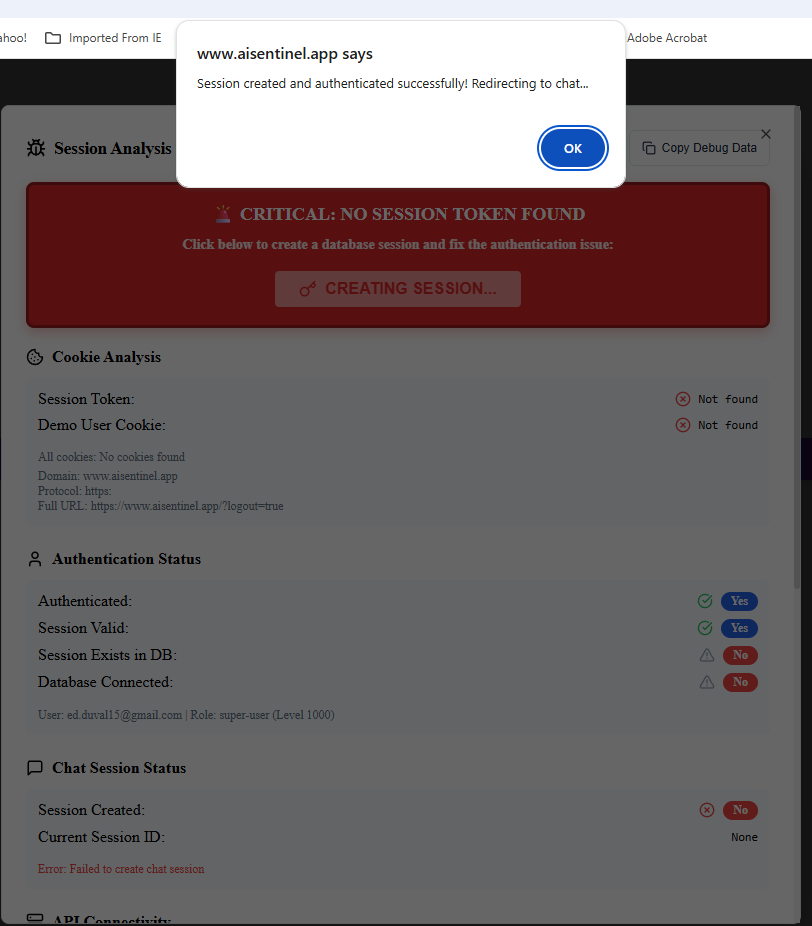 ahoo!
Imported From IE
Adobe Acrobat
www.aisentinel.app says
Session created and authenticated successfully! Redirecting to chat...
OK
Session Analysis
Copy Debug Data
CRITICAL: NO SESSION TOKEN FOUND
Click below to create a database session and fix the authentication issue:
CREATING SESSION...
Cookie Analysis
Session Token:
Not found
Demo User Cookie:
Not found
All cookies: No cookies found
Domain: www.aisentinel.app
Protocol: https:
Full URL: https://www.aisentinel.app/?logout=true
Authentication Status
Authenticated:
Yes
Session Valid:
Yes
Session Exists in DB:
No
Database Connected:
No
User: ed.duval15@gmail.com | Role: super-user (Level 1000)
Chat Session Status
Session Created:
No
Current Session ID:
None
Error: Failed to create chat session
API Connectivity